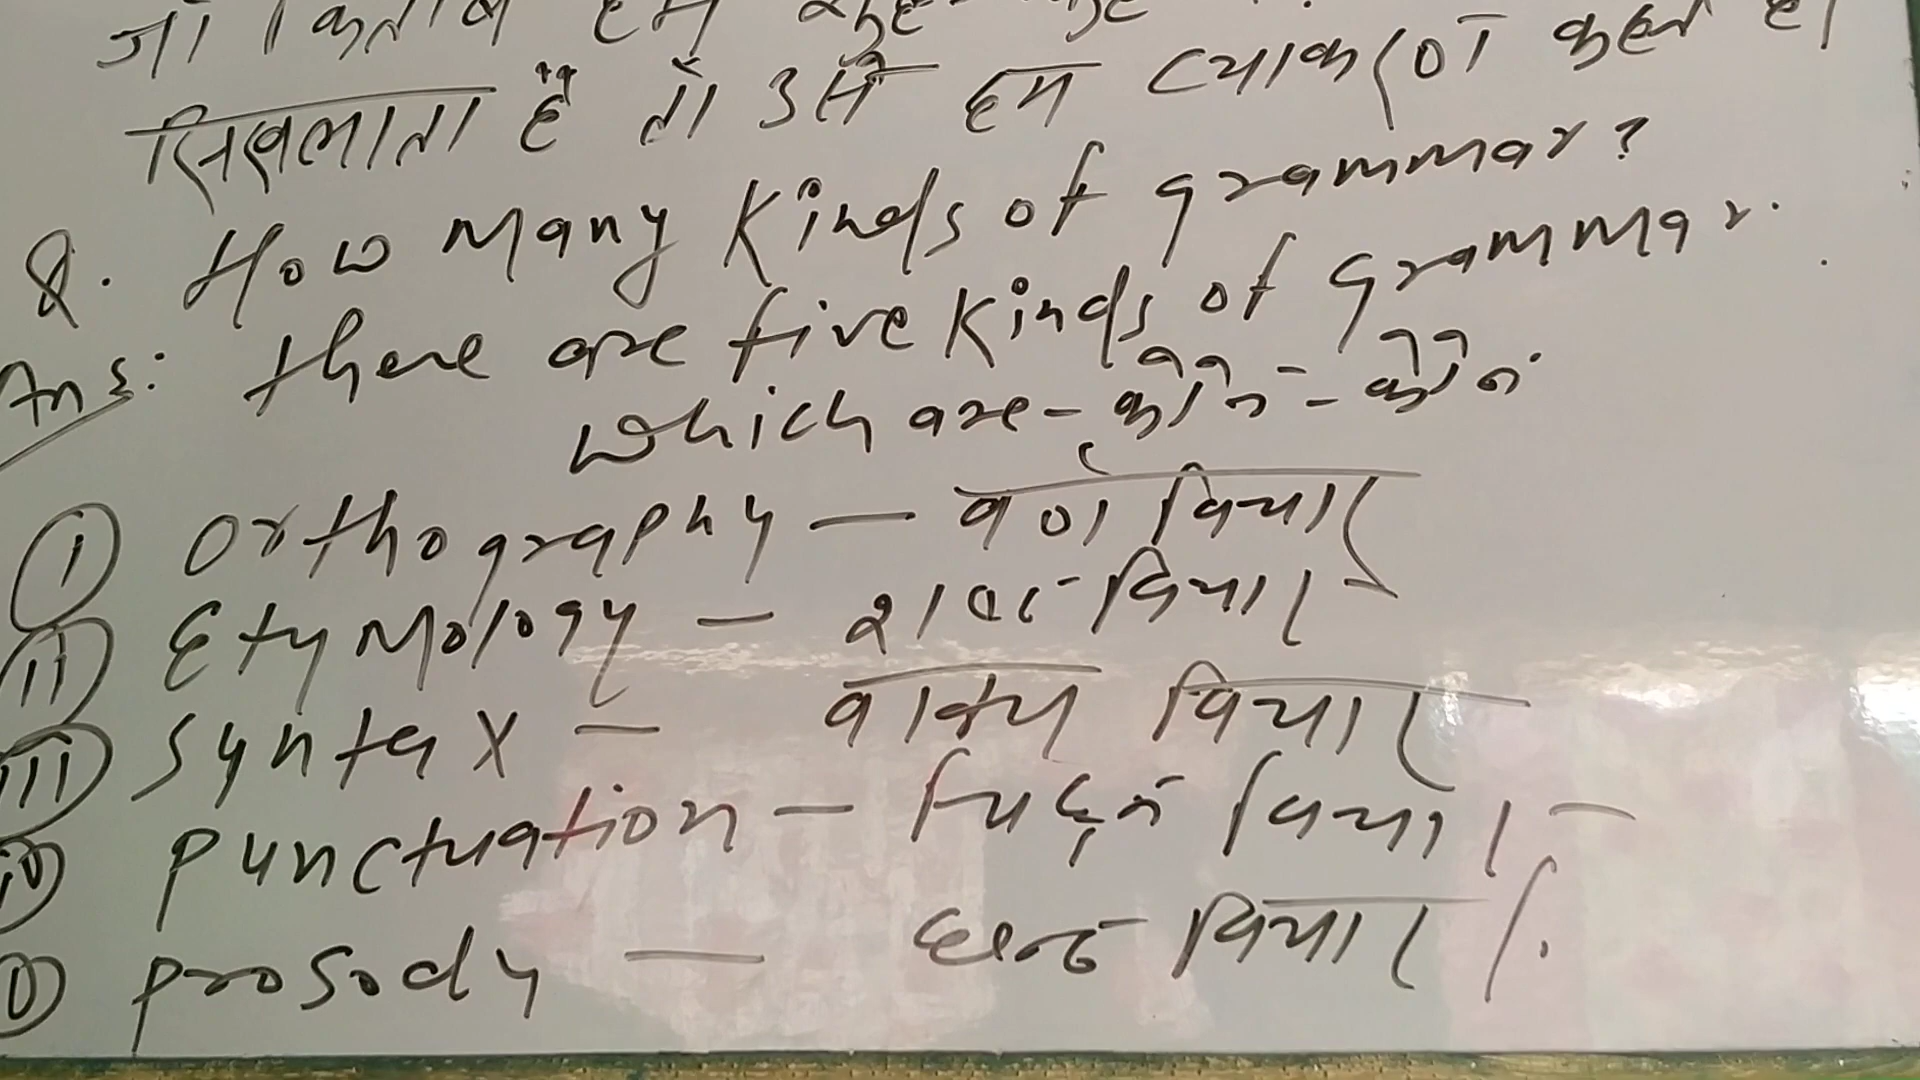 जो किताब हमें
सिखलाता है तो उसे हम व्याकरण कहते है।
Q. How many kinds of grammar?
Ans: there are five kinds of grammar.
which are - कौन - कौन
(i) Orthography — वर्ण विचार
(ii) Etymology — शब्द विचार
(iii) Syntax — वाक्य विचार
(iv) punctuation — चिह्न विचार
(v) prosody — छन्द विचार।